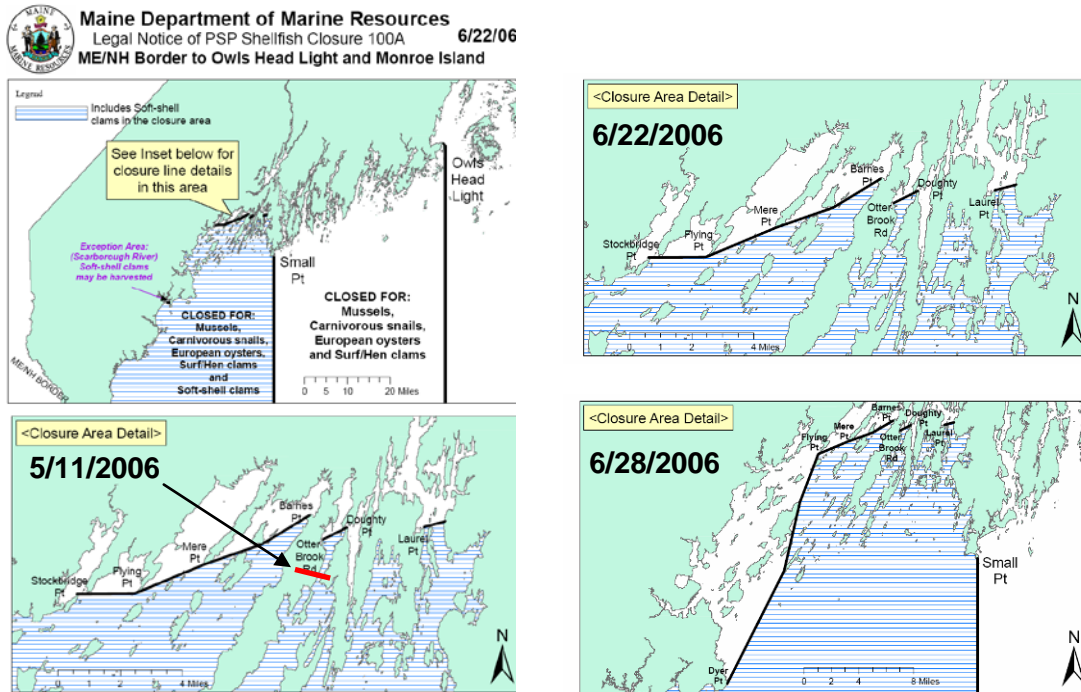 Maine Department of Marine Resources
Legal Notice of PSP Shellfish Closure 100A 6/22/06
ME/NH Border to Owls Head Light and Monroe Island
MAINE
MARINE RESOURCES
Legend
Includes Soft-shell
clams in the closure area
See Inset below for
closure line details
in this area
Owls
Head
Light
Exception Area:
(Scarborough River)
Soft-shell clams
may be harvested
Small
Pt
CLOSED FOR:
Mussels,
Carnivorous snails,
European oysters,
Surf/Hen clams
and
Soft-shell clams
CLOSED FOR:
Mussels,
Carnivorous snails,
European oysters
and Surf/Hen clams
0 5 10 20 Miles
ME/NH BORDER
<Closure Area Detail>
6/22/2006
Barnes
Pt
Doughty
Pt
Otter
Brook
Rd
Laurel
Pt
Mere
Pt
Flying
Pt
Stockbridge
Pt
0 1 2 4 Miles
N
<Closure Area Detail>
5/11/2006
Barnes
Pt
Doughty
Pt
Otter
Brook
Rd
Laurel
Pt
Mere
Pt
Flying
Pt
Stockbridge
Pt
0 1 2 4 Miles
N
<Closure Area Detail>
6/28/2006
Barnes
Pt
Doughty
Pt
Mere
Pt
Flying
Pt
Otter
Brook
Rd
Laurel
Pt
Small
Pt
Dyer
Pt
0 2 4 8 Miles
N